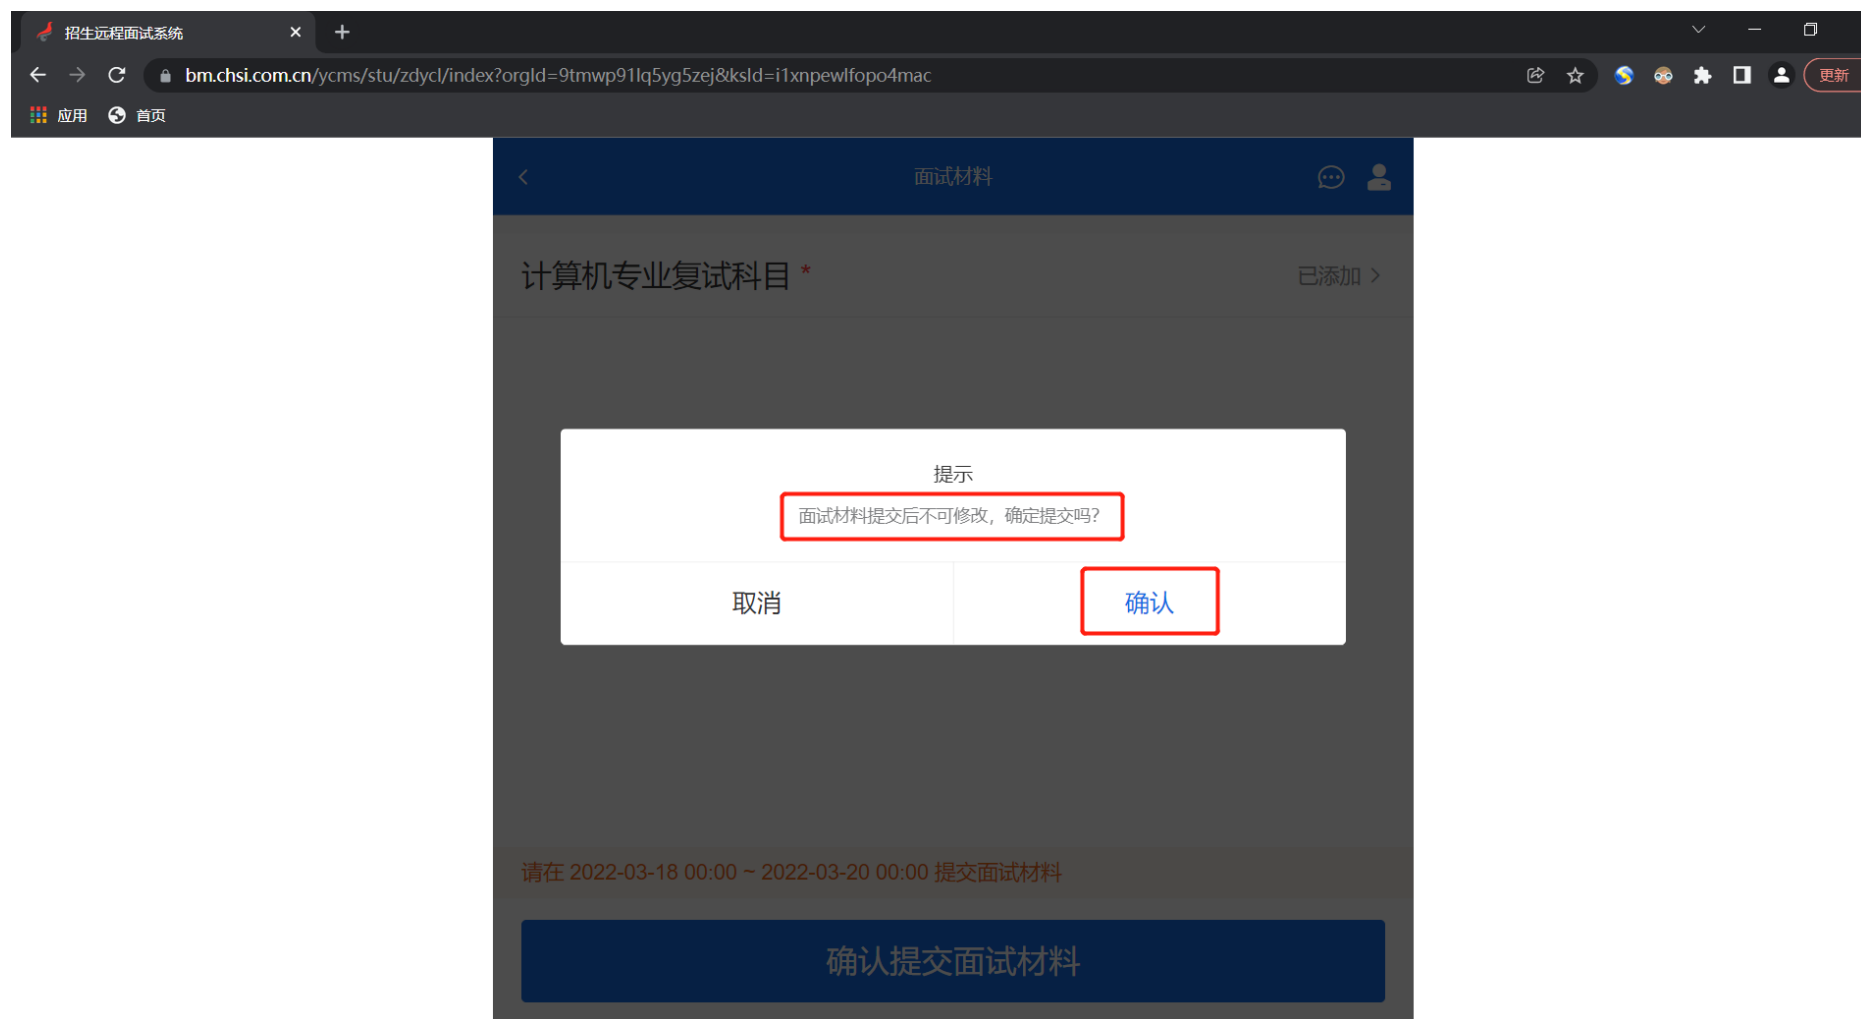 招生远程面试系统
bm.chsi.com.cn/ycms/stu/zdycl/index?orgId=9tmwp91lq5yg5zej&ksId=i1xnpewlfopo4mac
更新
应用 首页
面试材料
计算机专业复试科目 * 已添加 >
提示
面试材料提交后不可修改，确定提交吗？
取消 确认
请在 2022-03-18 00:00 ~ 2022-03-20 00:00 提交面试材料
确认提交面试材料